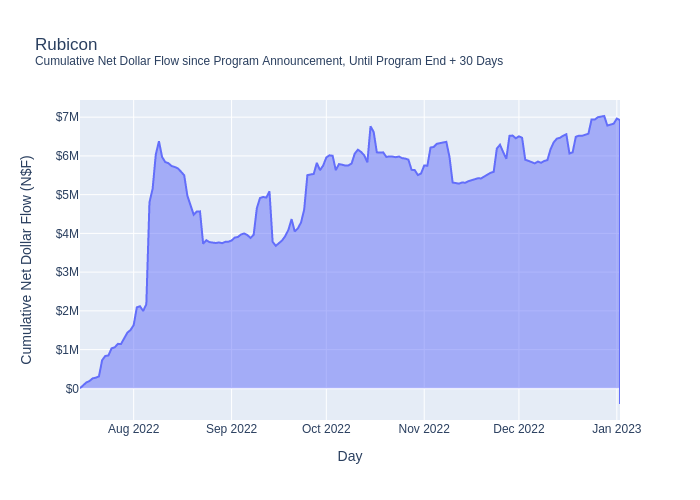 Rubicon
Cumulative Net Dollar Flow since Program Announcement, Until Program End + 30 Days
Cumulative Net Dollar Flow (N$F)
$7M
$6M
$5M
$4M
$3M
$2M
$1M
$0
Aug 2022 Sep 2022 Oct 2022 Nov 2022 Dec 2022 Jan 2023
Day